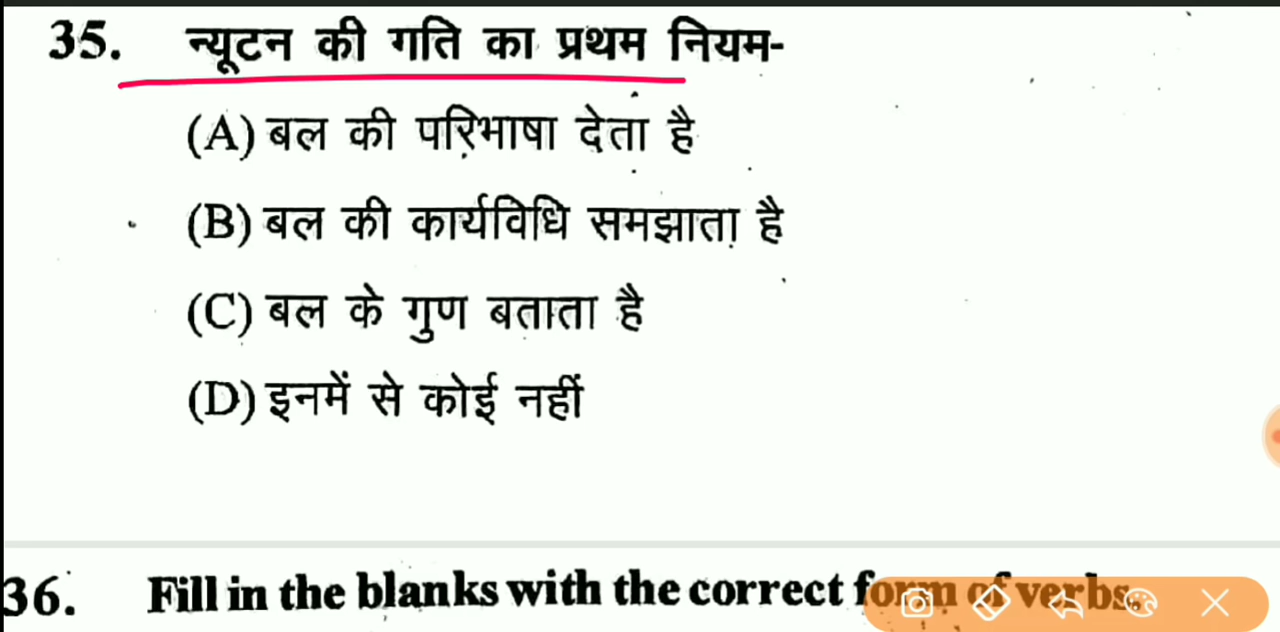 35. न्यूटन की गति का प्रथम नियम-
(A) बल की परिभाषा देता है
(B) बल की कार्यविधि समझाता है
(C) बल के गुण बताता है
(D) इनमें से कोई नहीं
36. Fill in the blanks with the correct form of verbs.